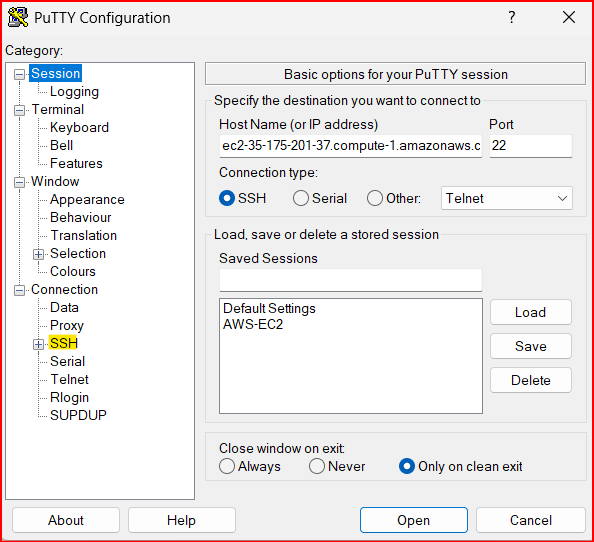 PuTTY Configuration
?
Category:
Session
Logging
Terminal
Keyboard
Bell
Features
Window
Appearance
Behaviour
Translation
Selection
Colours
Connection
Data
Proxy
SSH
Serial
Telnet
Rlogin
SUPDUP
Basic options for your PuTTY session
Specify the destination you want to connect to
Host Name (or IP address) Port
ec2-35-175-201-37.compute-1.amazonaws.c 22
Connection type:
SSH Serial Other: Telnet
Load, save or delete a stored session
Saved Sessions
Default Settings
AWS-EC2
Load
Save
Delete
Close window on exit:
Always Never Only on clean exit
About Help Open Cancel